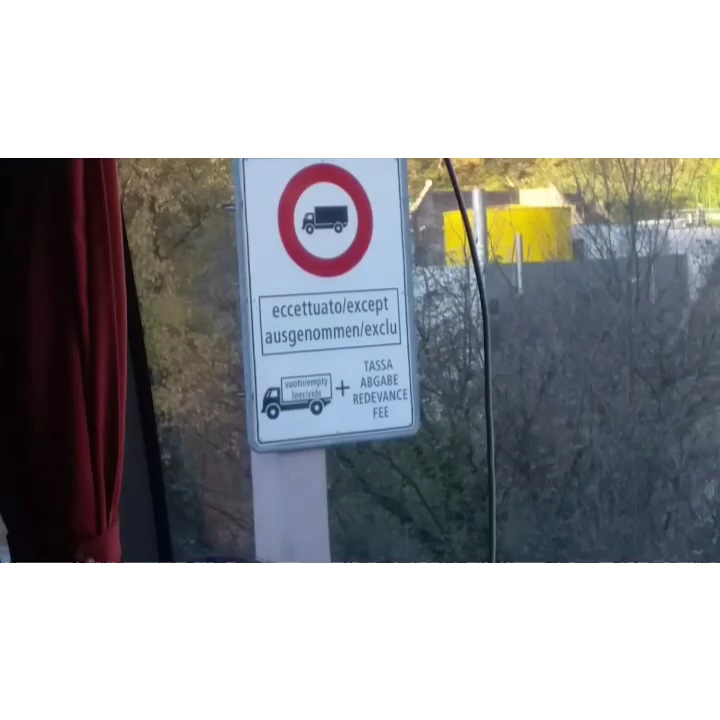 eccettuato/except
ausgenommen/exclu
vuoto/empty
leer/vide
+
TASSA
ABGABE
REDEVANCE
FEE